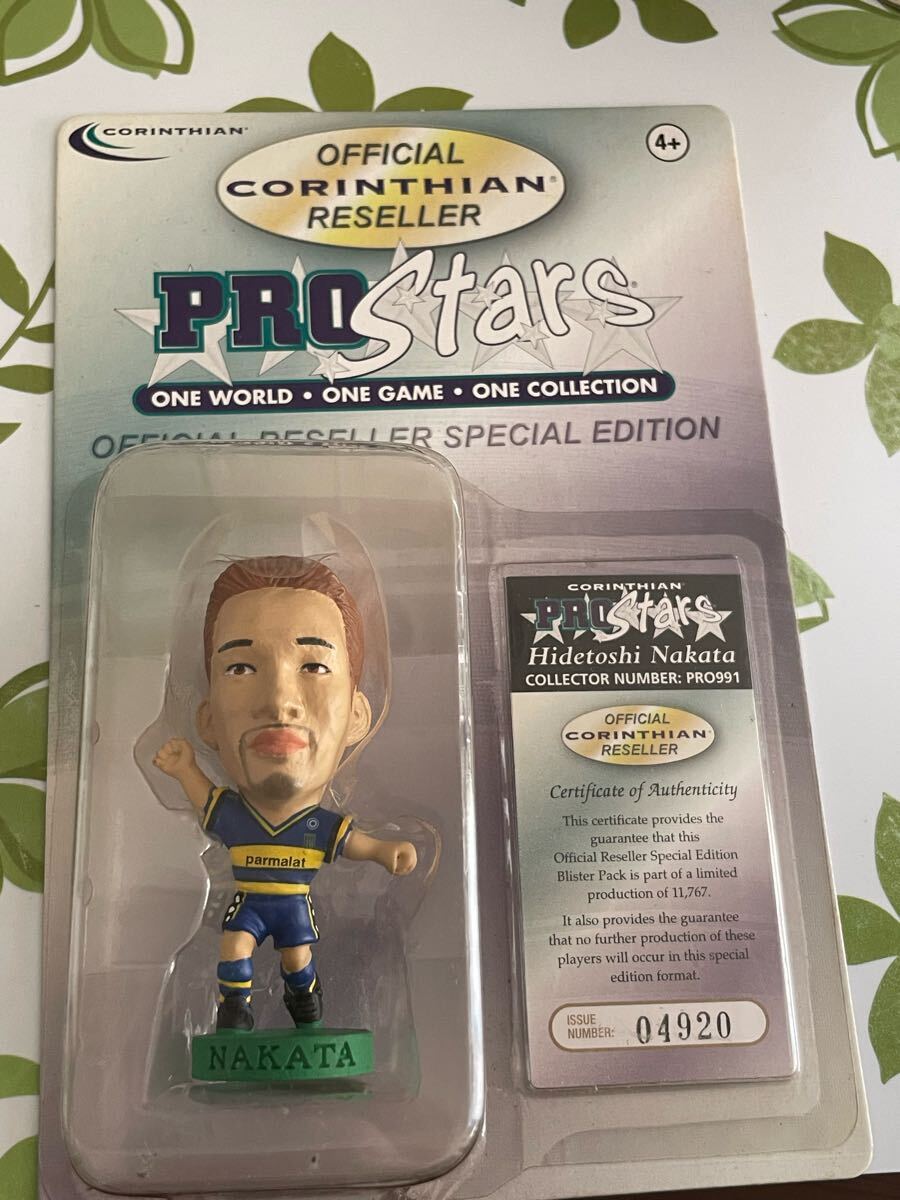 CORINTHIAN
4+
OFFICIAL
CORINTHIAN®
RESELLER
PRO Stars
ONE WORLD • ONE GAME • ONE COLLECTION
OFFICIAL RESELLER SPECIAL EDITION
CORINTHIAN
PRO Stars
Hidetoshi Nakata
COLLECTOR NUMBER: PRO991
OFFICIAL
CORINTHIAN
RESELLER
Certificate of Authenticity
This certificate provides the
guarantee that this
Official Reseller Special Edition
Blister Pack is part of a limited
production of 11,767.
It also provides the guarantee
that no further production of these
players will occur in this special
edition format.
ISSUE
NUMBER: 04920
parmalat
NAKATA